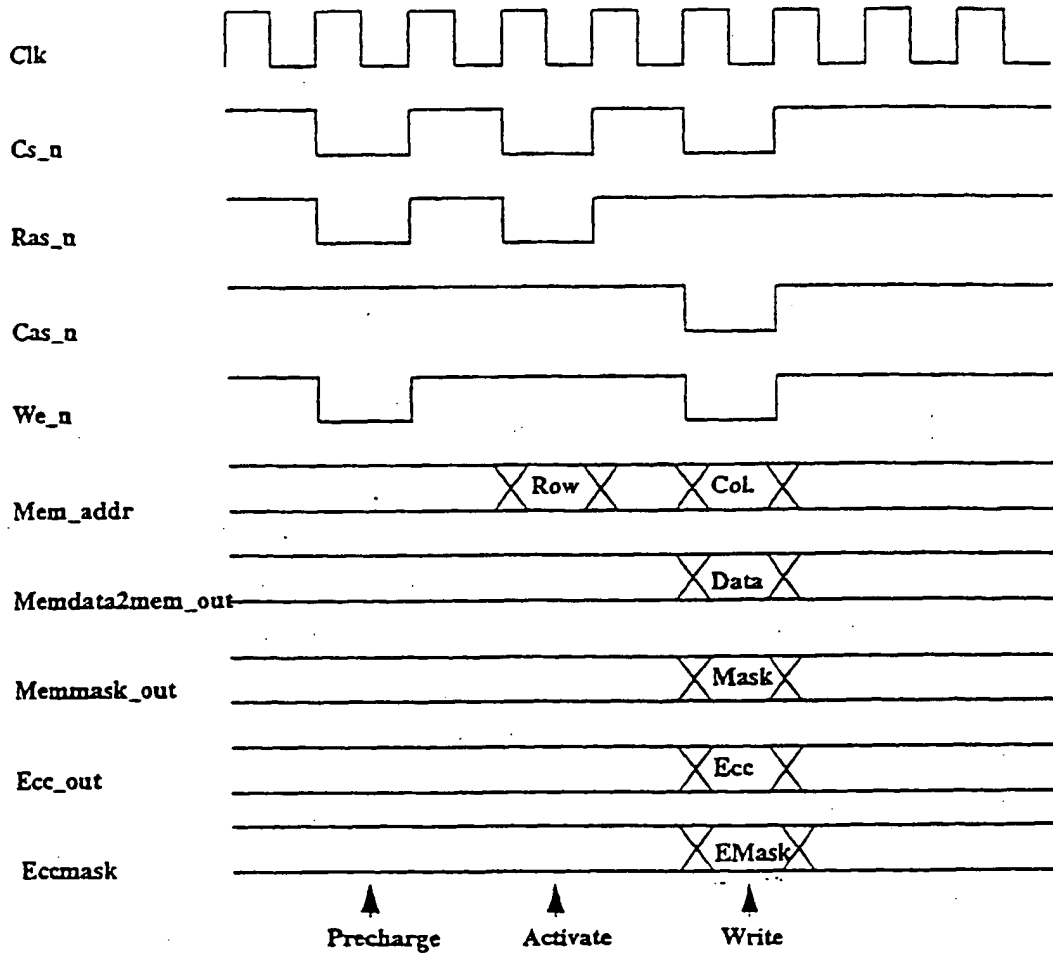 Clk
Cs_n
Ras_n
Cas_n
We_n
Mem_addr
Row
Col.
Memdata2mem_out
Data
Memmask_out
Mask
Ecc_out
Ecc
Eccmask
EMask
Precharge
Activate
Write